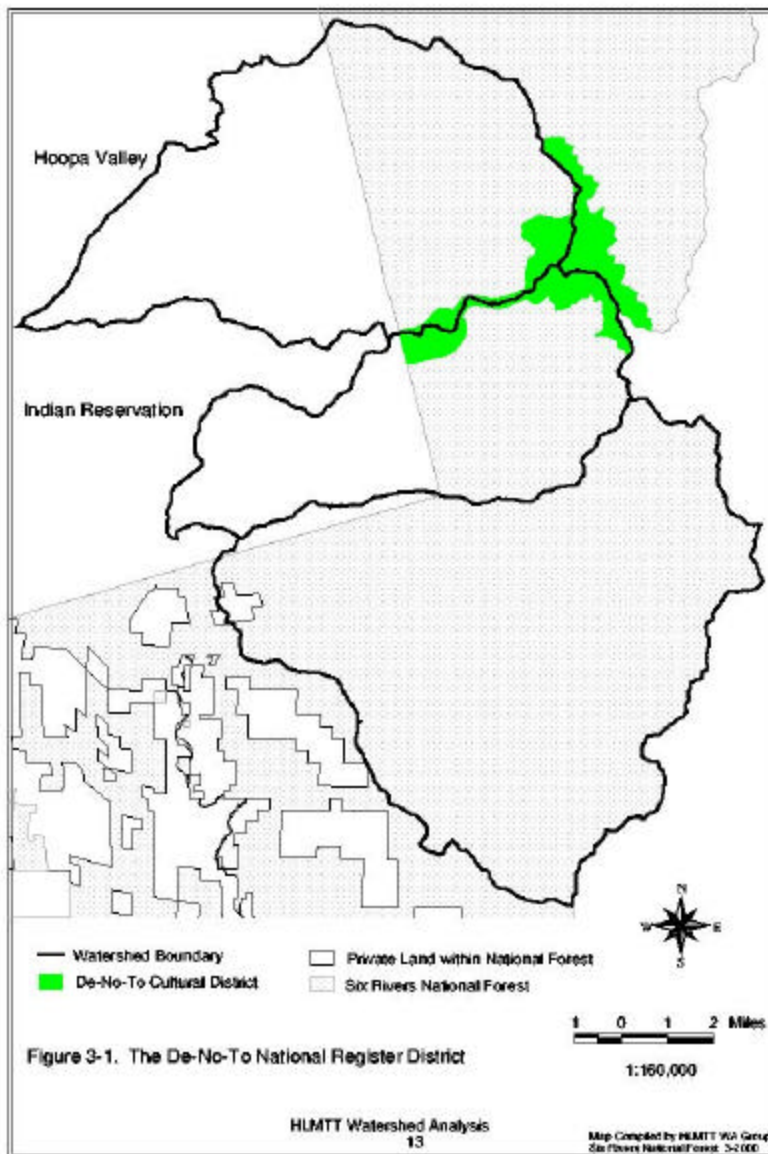 Hoopa Valley
Indian Reservation
N
W E
S
Watershed Boundary
Private Land within National Forest
De-No-To Cultural District
Six Rivers National Forest
1 0 1 2 Miles
1:160,000
Figure 3-1. The De-No-To National Register District
HLMTT Watershed Analysis
13
Map Compiled by HLMTT WA Group
Six Rivers National Forest 3-2000